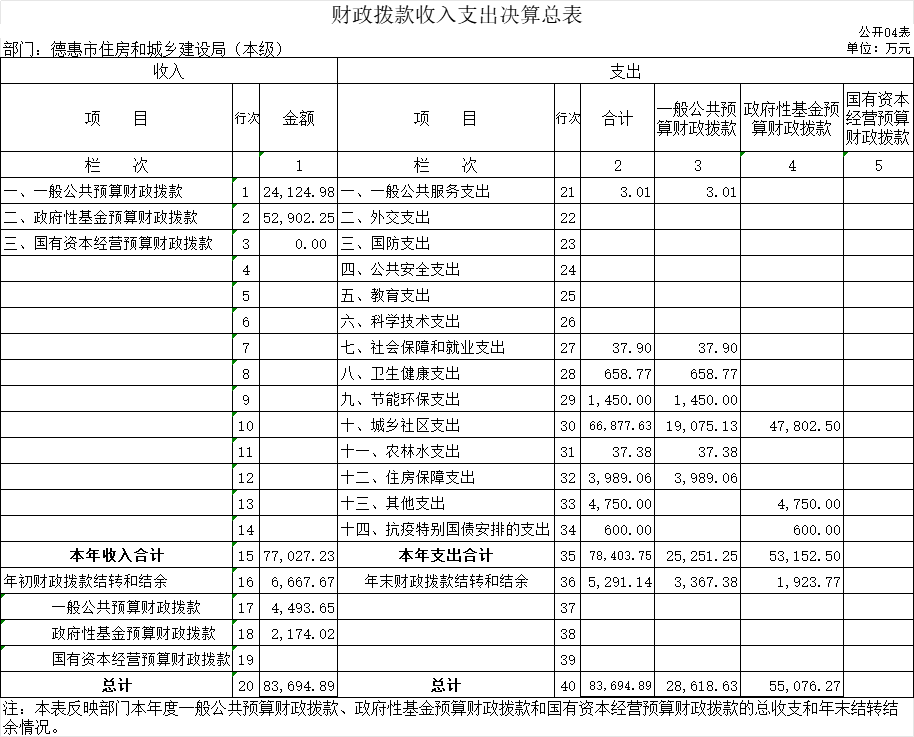 财政拨款收入支出决算总表
公开04表
部门：德惠市住房和城乡建设局（本级） 单位：万元
收入 支出
项 目 行次 金额 项 目 行次 合计 一般公共预算财政拨款 政府性基金预算财政拨款 国有资本经营预算财政拨款
栏 次 1 栏 次 2 3 4 5
一、一般公共预算财政拨款 1 24,124.98 一、一般公共服务支出 21 3.01 3.01
二、政府性基金预算财政拨款 2 52,902.25 二、外交支出 22
三、国有资本经营预算财政拨款 3 0.00 三、国防支出 23
4 四、公共安全支出 24
5 五、教育支出 25
6 六、科学技术支出 26
7 七、社会保障和就业支出 27 37.90 37.90
8 八、卫生健康支出 28 658.77 658.77
9 九、节能环保支出 29 1,450.00 1,450.00
10 十、城乡社区支出 30 66,877.63 19,075.13 47,802.50
11 十一、农林水支出 31 37.38 37.38
12 十二、住房保障支出 32 3,989.06 3,989.06
13 十三、其他支出 33 4,750.00 4,750.00
14 十四、抗疫特别国债安排的支出 34 600.00 600.00
本年收入合计 15 77,027.23 本年支出合计 35 78,403.75 25,251.25 53,152.50
年初财政拨款结转和结余 16 6,667.67 年末财政拨款结转和结余 36 5,291.14 3,367.38 1,923.77
一般公共预算财政拨款 17 4,493.65 37
政府性基金预算财政拨款 18 2,174.02 38
国有资本经营预算财政拨款 19 39
总计 20 83,694.89 总计 40 83,694.89 28,618.63 55,076.27
注：本表反映部门本年度一般公共预算财政拨款、政府性基金预算财政拨款和国有资本经营预算财政拨款的总收支和年末结转结
余情况。